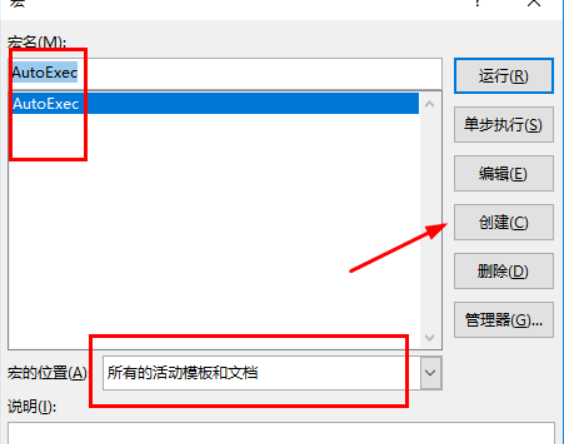 宏
?
宏名(M):
AutoExec
AutoExec
运行(R)
单步执行(S)
编辑(E)
创建(C)
删除(D)
管理器(G)...
宏的位置(A):
所有的活动模板和文档
说明(I):